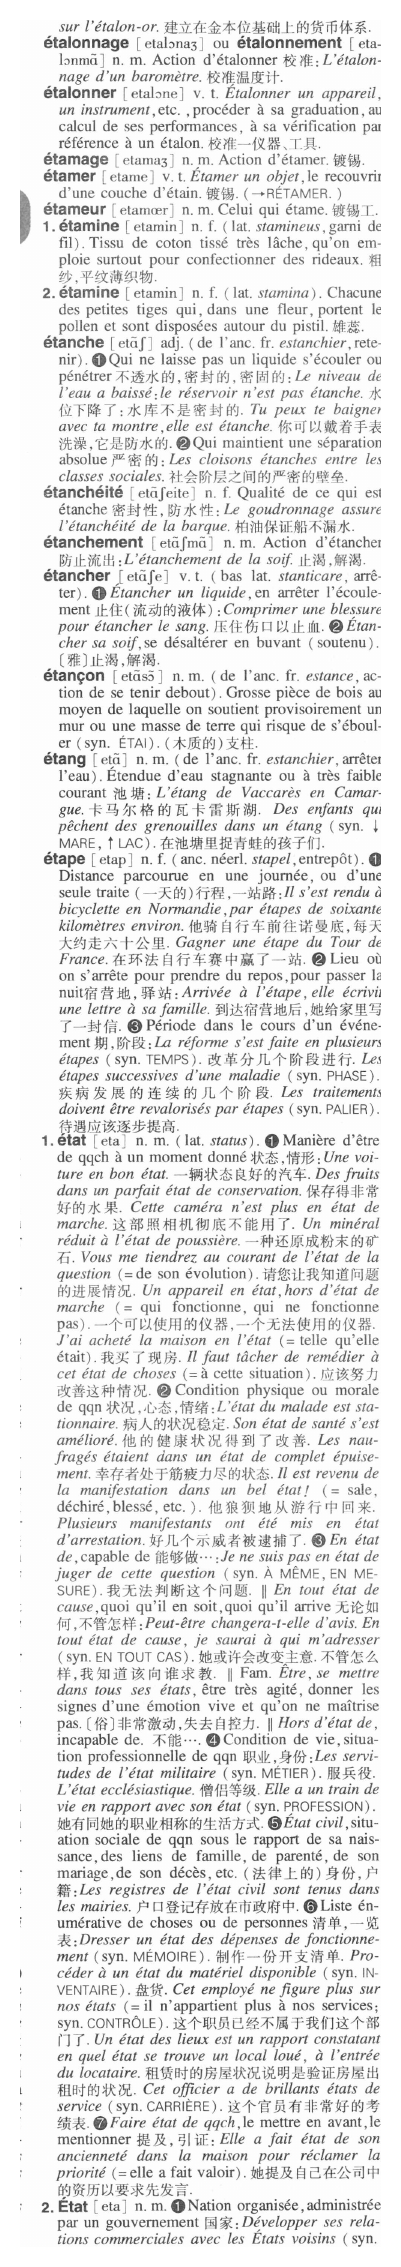 sur l'étalon-or. 建立在金本位基础上的货币体系.
étalonnage [etalɔnaʒ] ou étalonnement [eta-
lɔnmɑ̃] n. m. Action d'étalonner 校准: L'étalon-
nage d'un baromètre. 校准温度计.
étalonner [etalɔne] v. t. Étalonner un appareil,
un instrument, etc. , procéder à sa graduation, au
calcul de ses performances, à sa vérification par
référence à un étalon. 校准一仪器、工具.
étamage [etamaʒ] n. m. Action d'étamer. 镀锡.
étamer [etame] v. t. Étamer un objet, le recouvrir
d'une couche d'étain. 镀锡. (→RÉTAMER. )
étameur [etamœr] n. m. Celui qui étame. 镀锡工.
1. étamine [etamin] n. f. ( lat. stamineus, garni de
fil). Tissu de coton tissé très lâche, qu'on em-
ploie surtout pour confectionner des rideaux. 粗
纱,平纹薄织物.
2. étamine [etamin] n. f. ( lat. stamina). Chacune
des petites tiges qui, dans une fleur, portent le
pollen et sont disposées autour du pistil. 雄蕊.
étanche [etɑ̃ʃ] adj. ( de l'anc. fr. estanchier, rete-
nir). ❶ Qui ne laisse pas un liquide s'écouler ou
pénétrer 不透水的,密封的,密固的: Le niveau de
l'eau a baissé: le réservoir n'est pas étanche. 水
位下降了:水库不是密封的. Tu peux te baigner
avec ta montre, elle est étanche. 你可以戴着手表
洗澡,它是防水的. ❷ Qui maintient une séparation
absolue 严密的: Les cloisons étanches entre les
classes sociales. 社会阶层之间的严密的壁垒.
étanchéité [etɑ̃ʃeite] n. f. Qualité de ce qui est
étanche 密封性,防水性: Le goudronnage assure
l'étanchéité de la barque. 柏油保证船不漏水.
étanchement [etɑ̃ʃmɑ̃] n. m. Action d'étancher
防止流出: L'étanchement de la soif. 止渴,解渴.
étancher [etɑ̃ʃe] v. t. ( bas lat. stanticare, arrê-
ter). ❶ Étancher un liquide, en arrêter l'écoule-
ment 止住(流动的液体): Comprimer une blessure
pour étancher le sang. 压住伤口以止血. ❷ Étan-
cher sa soif, se désaltérer en buvant (soutenu).
〔雅〕止渴,解渴.
étançon [etɑ̃sɔ̃] n. m. ( de l'anc. fr. estance, ac-
tion de se tenir debout). Grosse pièce de bois au
moyen de laquelle on soutient provisoirement un
mur ou une masse de terre qui risque de s'éboul-
er (syn. ÉTAI). (木质的)支柱.
étang [etɑ̃] n. m. ( de l'anc. fr. estanchier, arrêter
l'eau). Étendue d'eau stagnante ou à très faible
courant 池塘: L'étang de Vaccarès en Camar-
gue. 卡马尔格的瓦卡雷斯湖. Des enfants qui
pêchent des grenouilles dans un étang (syn. ↓
MARE, ↑ LAC). 在池塘里捉青蛙的孩子们.
étape [etap] n. f. ( anc. néerl. stapel, entrepôt). ❶
Distance parcourue en une journée, ou d'une
seule traite (一天的)行程,一站路: Il s'est rendu à
bicyclette en Normandie, par étapes de soixante
kilomètres environ. 他骑自行车前往诺曼底,每天
大约走六十公里. Gagner une étape du Tour de
France. 在环法自行车赛中赢了一站. ❷ Lieu où
on s'arrête pour prendre du repos, pour passer la
nuit宿营地,驿站: Arrivée à l'étape, elle écrivit
une lettre à sa famille. 到达宿营地后,她给家里写
了一封信. ❸ Période dans le cours d'un événe-
ment 期,阶段: La réforme s'est faite en plusieurs
étapes (syn. TEMPS). 改革分几个阶段进行. Les
étapes successives d'une maladie (syn. PHASE).
疾病发展的连续的几个阶段. Les traitements
doivent être revalorisés par étapes (syn. PALIER).
待遇应该逐步提高.
1. état [eta] n. m. ( lat. status). ❶ Manière d'être
de qqch à un moment donné 状态,情形: Une voi-
ture en bon état. 一辆状态良好的汽车. Des fruits
dans un parfait état de conservation. 保存得非常
好的水果. Cette caméra n'est plus en état de
marche. 这部照相机彻底不能用了. Un minéral
réduit à l'état de poussière. 一种还原成粉末的矿
石. Vous me tiendrez au courant de l'état de la
question (=de son évolution). 请您让我知道问题
的进展情况. Un appareil en état, hors d'état de
marche (= qui fonctionne, qui ne fonctionne
pas). 一个可以使用的仪器,一个无法使用的仪器.
J'ai acheté la maison en l'état (= telle qu'elle
était). 我买了现房. Il faut tâcher de remédier à
cet état de choses (=à cette situation). 应该努力
改善这种情况. ❷ Condition physique ou morale
de qqn 状况,心态,情绪: L'état du malade est sta-
tionnaire. 病人的状况稳定. Son état de santé s'est
amélioré. 他的健康状况得到了改善. Les nau-
fragés étaient dans un état de complet épuise-
ment. 幸存者处于筋疲力尽的状态. Il est revenu de
la manifestation dans un bel état! (= sale,
déchiré, blessé, etc. ). 他狼狈地从游行中回来.
Plusieurs manifestants ont été mis en état
d'arrestation. 好几个示威者被逮捕了. ❸ En état
de, capable de 能够做…: Je ne suis pas en état de
juger de cette question (syn. À MÊME, EN ME-
SURE). 我无法判断这个问题. ‖ En tout état de
cause, quoi qu'il en soit, quoi qu'il arrive 无论如
何,不管怎样: Peut-être changera-t-elle d'avis. En
tout état de cause, je saurai à qui m'adresser
(syn. EN TOUT CAS). 她或许会改变主意. 不管怎么
样,我知道该向谁求教. ‖ Fam. Être, se mettre
dans tous ses états, être très agité, donner les
signes d'une émotion vive et qu'on ne maîtrise
pas. 〔俗〕非常激动,失去自控力. ‖ Hors d'état de,
incapable de. 不能…. ❹ Condition de vie, situa-
tion professionnelle de qqn 职业,身份: Les servi-
tudes de l'état militaire (syn. MÉTIER). 服兵役.
L'état ecclésiastique. 僧侣等级. Elle a un train de
vie en rapport avec son état (syn. PROFESSION).
她有同她的职业相称的生活方式. ❺ État civil, situ-
ation sociale de qqn sous le rapport de sa nais-
sance, des liens de famille, de parenté, de son
mariage, de son décès, etc. (法律上的)身份,户
籍: Les registres de l'état civil sont tenus dans
les mairies. 户口登记存放在市政府中. ❻ Liste én-
umérative de choses ou de personnes 清单,一览
表: Dresser un état des dépenses de fonctionne-
ment (syn. MÉMOIRE). 制作一份开支清单. Pro-
céder à un état du matériel disponible (syn. IN-
VENTAIRE). 盘货. Cet employé ne figure plus sur
nos états (= il n'appartient plus à nos services;
syn. CONTRÔLE). 这个职员已经不属于我们这个部
门了. Un état des lieux est un rapport constatant
en quel état se trouve un local loué, à l'entrée
du locataire. 租赁时的房屋状况说明是验证房屋出
租时的状况. Cet officier a de brillants états de
service (syn. CARRIÈRE). 这个官员有非常好的考
绩表. ❼ Faire état de qqch, le mettre en avant, le
mentionner 提及,引证: Elle a fait état de son
ancienneté dans la maison pour réclamer la
priorité (=elle a fait valoir). 她提及自己在公司中
的资历以要求先发言.
2. État [eta] n. m. ❶ Nation organisée, administrée
par un gouvernement 国家: Développer ses rela-
tions commerciales avec les États voisins (syn.